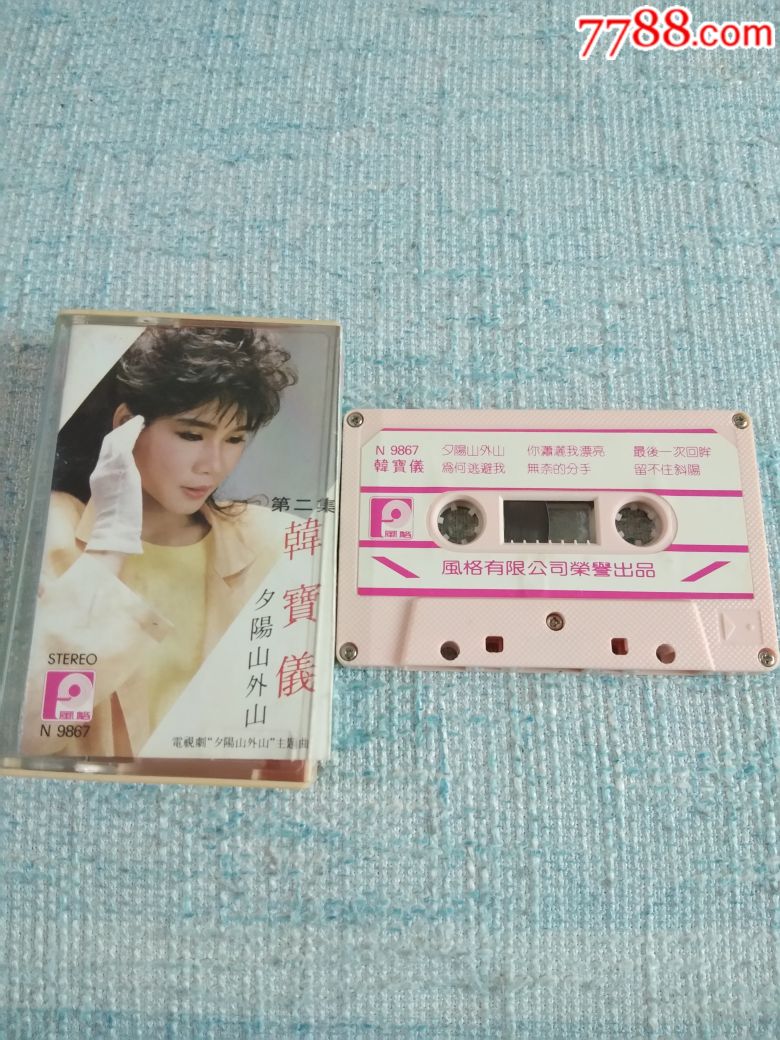 7788.com
第二集
韓寶儀
夕陽山外山
STEREO
風格
N 9867
電視劇"夕陽山外山"主題曲
N 9867 夕陽山外山 你瀟灑我漂亮 最後一次回眸
韓寶儀 為何逃避我 無奈的分手 留不住斜陽
風格
風格有限公司榮譽出品